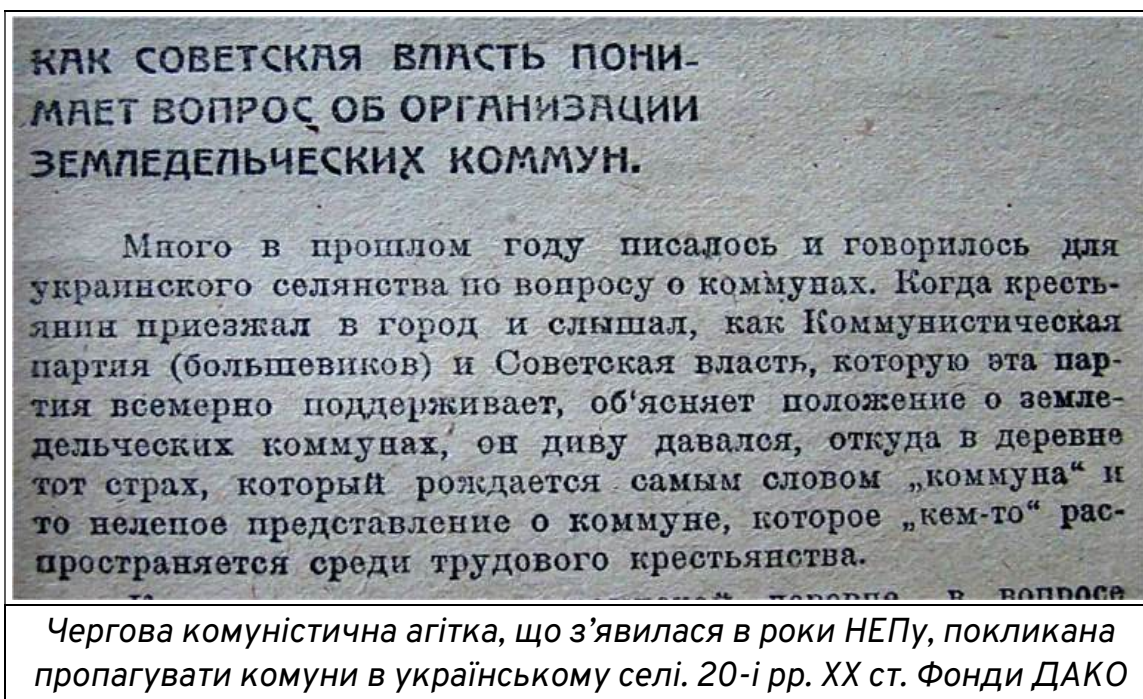 КАК СОВЕТСКАЯ ВЛАСТЬ ПОНИ-
МАЕТ ВОПРОС ОБ ОРГАНИЗАЦИИ
ЗЕМЛЕДЕЛЬЧЕСКИХ КОММУН.
Много в прошлом году писалось и говорилось для
украинского селянства по вопросу о коммунах. Когда кресть-
янин приезжал в город и слышал, как Коммунистическая
партия (большевиков) и Советская власть, которую эта пар-
тия всемерно поддерживает, об‘ясняет положение о земле-
дельческих коммунах, он диву давался, откуда в деревне
тот страх, который рождается самым словом „коммуна“ и
то нелепое представление о коммуне, которое „кем-то“ рас-
пространяется среди трудового крестьянства.
в вопросе
Чергова комуністична агітка, що з’явилася в роки НЕПу, покликана
пропагувати комуни в українському селі. 20-і рр. ХХ ст. Фонди ДАКО